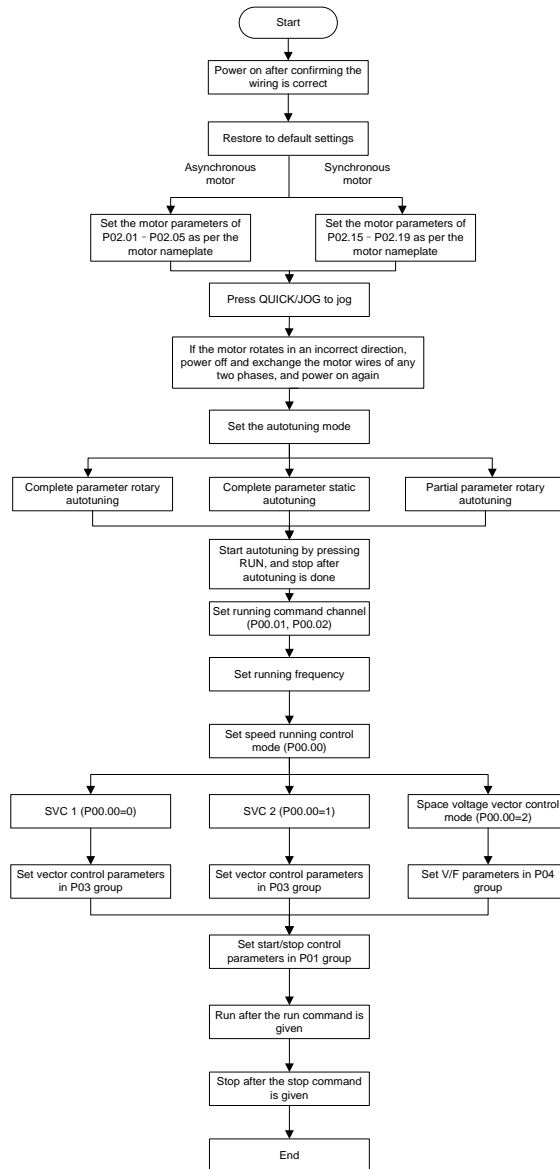 Start
Power on after confirming the
wiring is correct
Restore to default settings
Asynchronous
motor
Synchronous
motor
Set the motor parameters of
P02.01–P02.05 as per the
motor nameplate
Set the motor parameters of
P02.15–P02.19 as per the
motor nameplate
Press QUICK/JOG to jog
If the motor rotates in an incorrect direction,
power off and exchange the motor wires of any
two phases, and power on again
Set the autotuning mode
Complete parameter rotary
autotuning
Complete parameter static
autotuning
Partial parameter rotary
autotuning
Start autotuning by pressing
RUN, and stop after
autotuning is done
Set running command channel
(P00.01, P00.02)
Set running frequency
Set speed running control
mode (P00.00)
SVC 1 (P00.00=0)
SVC 2 (P00.00=1)
Space voltage vector control
mode (P00.00=2)
Set vector control parameters
in P03 group
Set vector control parameters
in P03 group
Set V/F parameters in P04
group
Set start/stop control
parameters in P01 group
Run after the run command is
given
Stop after the stop command
is given
End